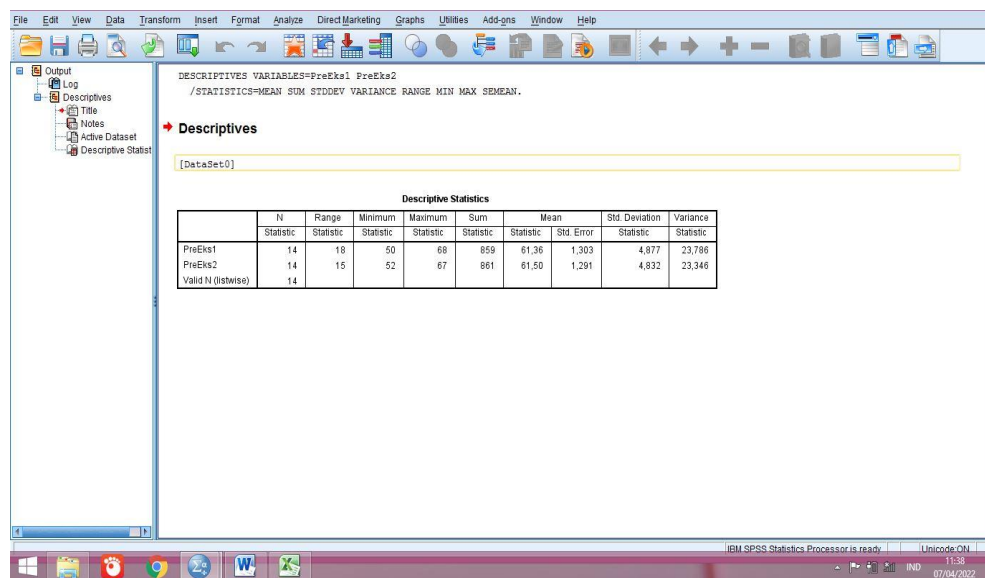 File Edit View Data Transform Insert Format Analyze Direct Marketing Graphs Utilities Add-ons Window Help
Output
Log
Descriptives
Title
Notes
Active Dataset
Descriptive Statist
DESCRIPTIVES VARIABLES=PreEks1 PreEks2
/STATISTICS=MEAN SUM STDDEV VARIANCE RANGE MIN MAX SEMEAN.
Descriptives
[DataSet0]
Descriptive Statistics
N Range Minimum Maximum Sum Mean Std. Deviation Variance
Statistic Statistic Statistic Statistic Statistic Statistic Std. Error Statistic Statistic
PreEks1 14 18 50 68 859 61,36 1,303 4,877 23,786
PreEks2 14 15 52 67 861 61,50 1,291 4,832 23,346
Valid N (listwise) 14
IBM SPSS Statistics Processor is ready Unicode:ON
IND 11:38
07/04/2022